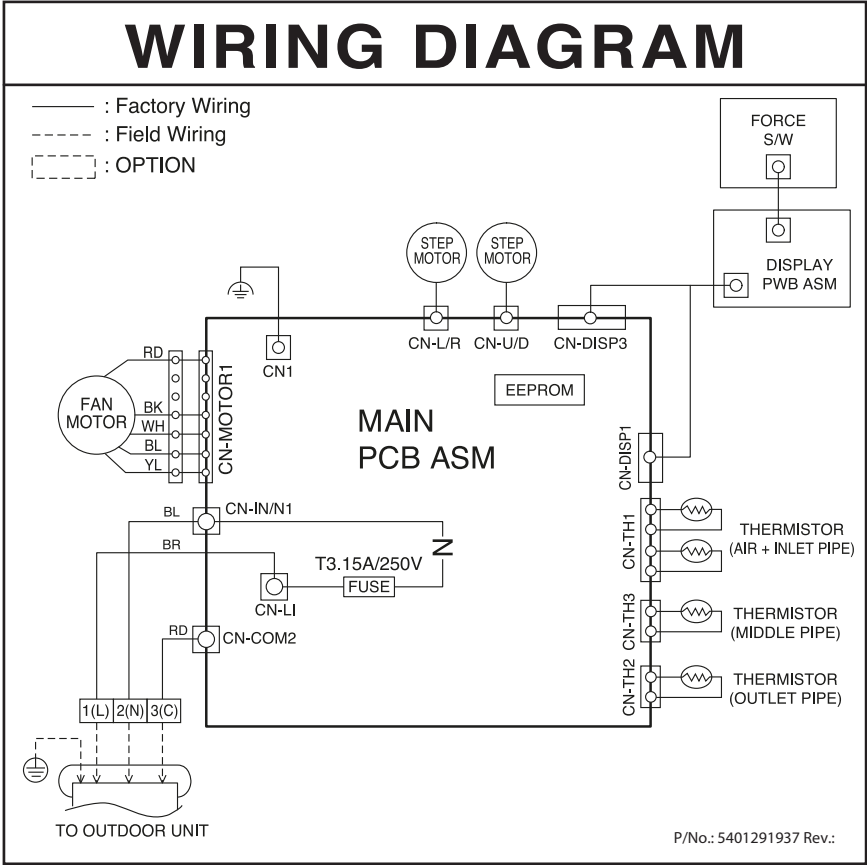 WIRING DIAGRAM
: Factory Wiring
: Field Wiring
: OPTION
FORCE
S/W
DISPLAY
PWB ASM
STEP
MOTOR
STEP
MOTOR
CN-L/R
CN-U/D
CN-DISP3
CN1
EEPROM
MAIN
PCB ASM
FAN
MOTOR
RD
BK
WH
BL
YL
CN-MOTOR1
CN-DISP1
BL
CN-IN/N1
BR
N
T3.15A/250V
FUSE
CN-LI
RD
CN-COM2
CN-TH1
THERMISTOR
(AIR + INLET PIPE)
CN-TH3
THERMISTOR
(MIDDLE PIPE)
CN-TH2
THERMISTOR
(OUTLET PIPE)
1(L) 2(N) 3(C)
TO OUTDOOR UNIT
P/No.: 5401291937 Rev.: